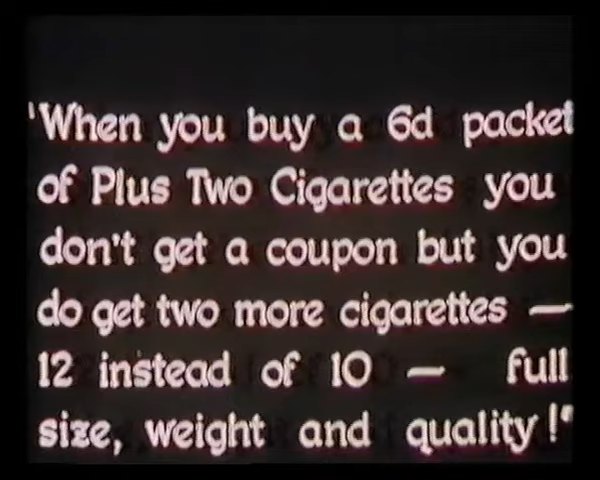 'When you buy a 6d packet
of Plus Two Cigarettes you
don't get a coupon but you
do get two more cigarettes —
12 instead of 10 — full
size, weight and quality!"